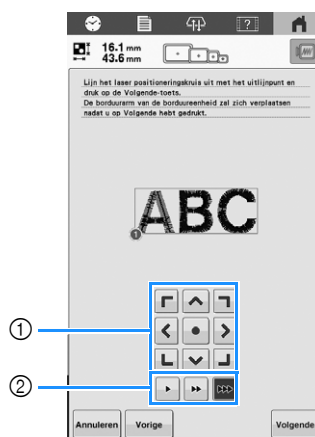 16.1 mm
43.6 mm
Lijn het laser positioneringskruis uit met het uitlijnpunt en
druk op de Volgende-toets.
De borduurarm van de borduureenheid zal zich verplaatsen
nadat u op Volgende hebt gedrukt.
ABC
1
①
②
Annuleren Vorige Volgende